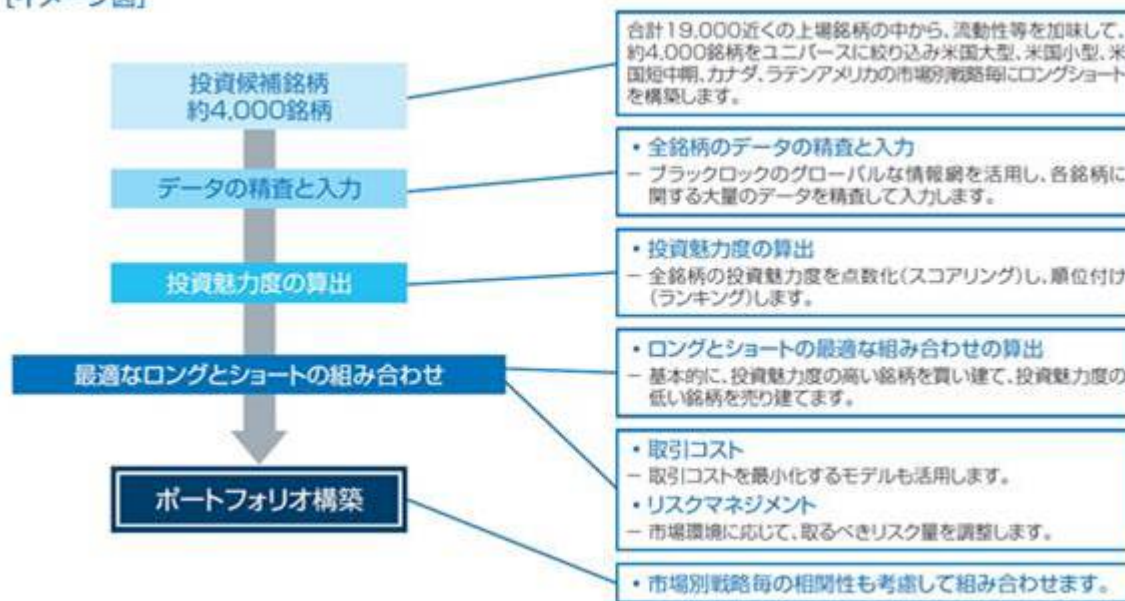 [イメージ図]
投資候補銘柄
約4,000銘柄
データの精査と入力
投資魅力度の算出
最適なロングとショートの組み合わせ
ポートフォリオ構築
合計19,000近くの上場銘柄の中から、流動性等を加味して、
約4,000銘柄をユニバースに絞り込み米国大型、米国小型、米
国短中期、カナダ、ラテンアメリカの市場別戦略毎にロングショート
を構築します。
・全銘柄のデータの精査と入力
− ブラックロックのグローバルな情報網を活用し、各銘柄に
関する大量のデータを精査して入力します。
・投資魅力度の算出
− 全銘柄の投資魅力度を点数化(スコアリング)し、順位付け
(ランキング)します。
・ロングとショートの最適な組み合わせの算出
− 基本的に、投資魅力度の高い銘柄を買い建て、投資魅力度の
低い銘柄を売り建てます。
・取引コスト
− 取引コストを最小化するモデルも活用します。
・リスクマネジメント
− 市場環境に応じて、取るべきリスク量を調整します。
・市場別戦略毎の相関性も考慮して組み合わせます。